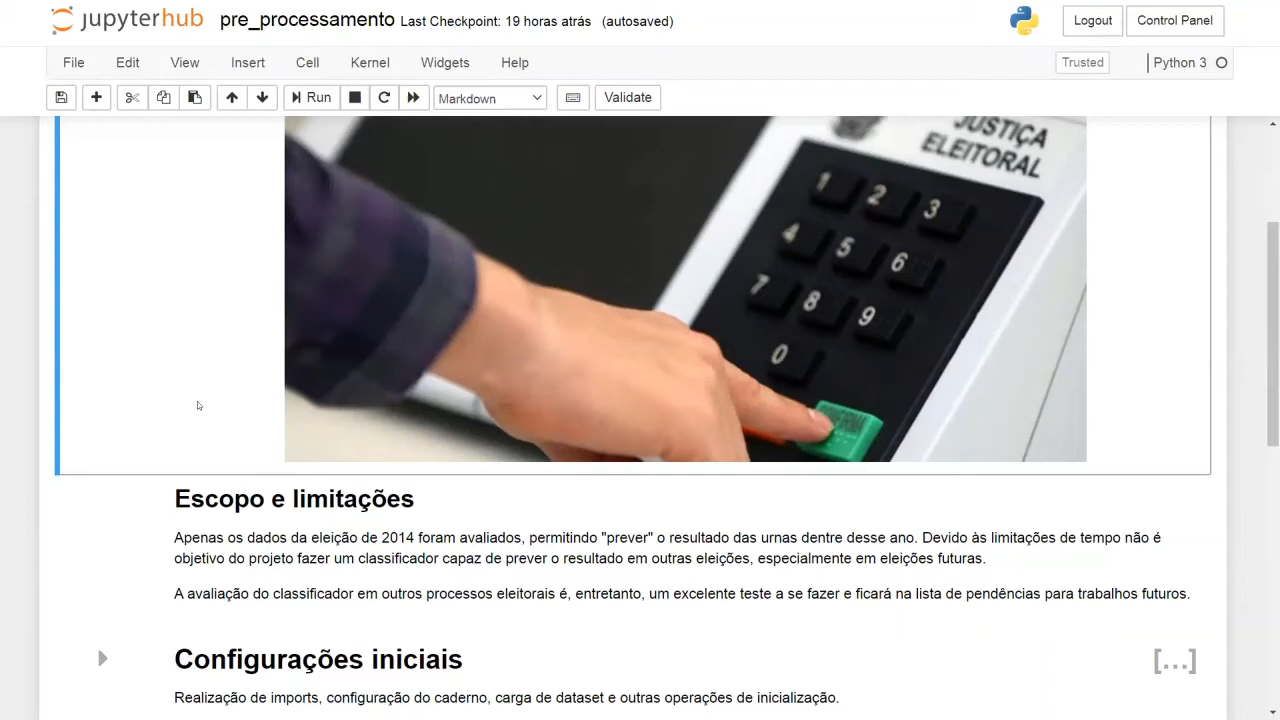 jupyterhub pre_processamento Last Checkpoint: 19 horas atrás (autosaved) Logout Control Panel
File Edit View Insert Cell Kernel Widgets Help Trusted Python 3
Run Markdown Validate
JUSTIÇA
ELEITORAL
1 2 3
4 5 6
7 8 9
0
CONFIRMA
Escopo e limitações
Apenas os dados da eleição de 2014 foram avaliados, permitindo "prever" o resultado das urnas dentre desse ano. Devido às limitações de tempo não é
objetivo do projeto fazer um classificador capaz de prever o resultado em outras eleições, especialmente em eleições futuras.
A avaliação do classificador em outros processos eleitorais é, entretanto, um excelente teste a se fazer e ficará na lista de pendências para trabalhos futuros.
Configurações iniciais [...]
Realização de imports, configuração do caderno, carga de dataset e outras operações de inicialização.